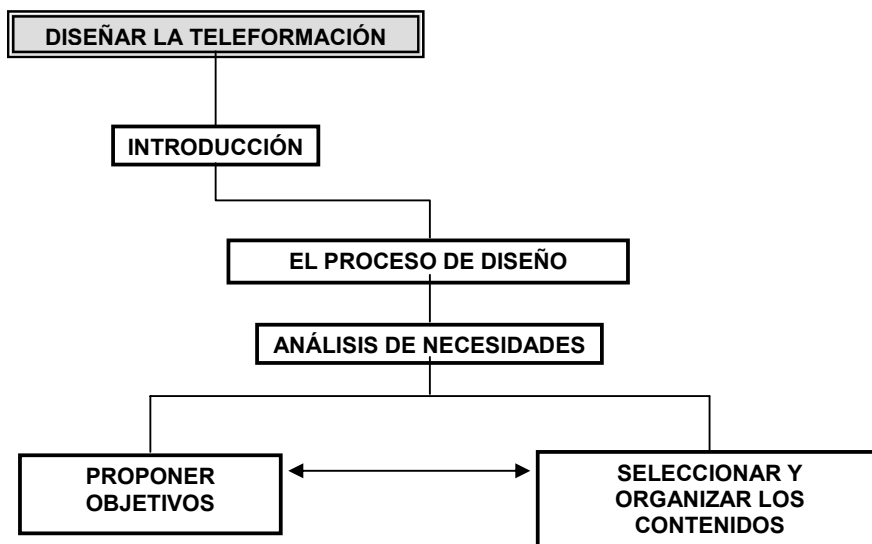 DISEÑAR LA TELEFORMACIÓN
INTRODUCCIÓN
EL PROCESO DE DISEÑO
ANÁLISIS DE NECESIDADES
PROPONER
OBJETIVOS
SELECCIONAR Y
ORGANIZAR LOS
CONTENIDOS